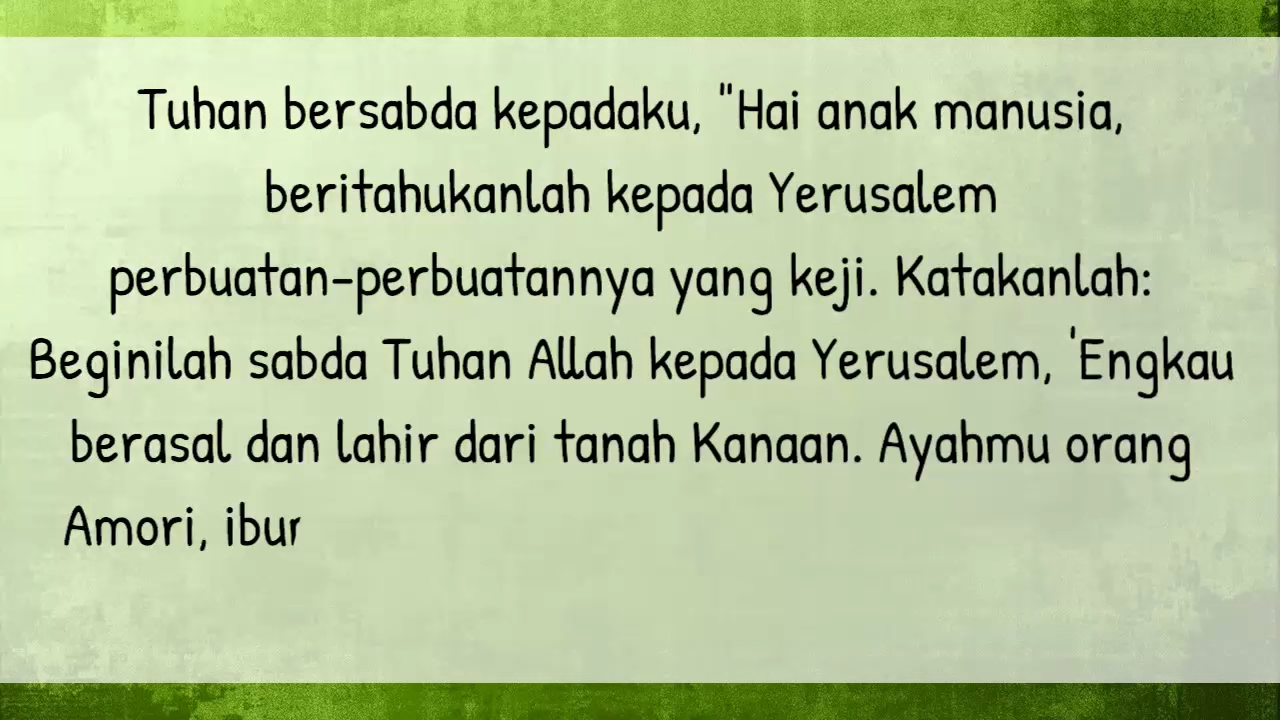 Tuhan bersabda kepadaku, "Hai anak manusia,
beritahukanlah kepada Yerusalem
perbuatan-perbuatannya yang keji. Katakanlah:
Beginilah sabda Tuhan Allah kepada Yerusalem, 'Engkau
berasal dan lahir dari tanah Kanaan. Ayahmu orang
Amori,